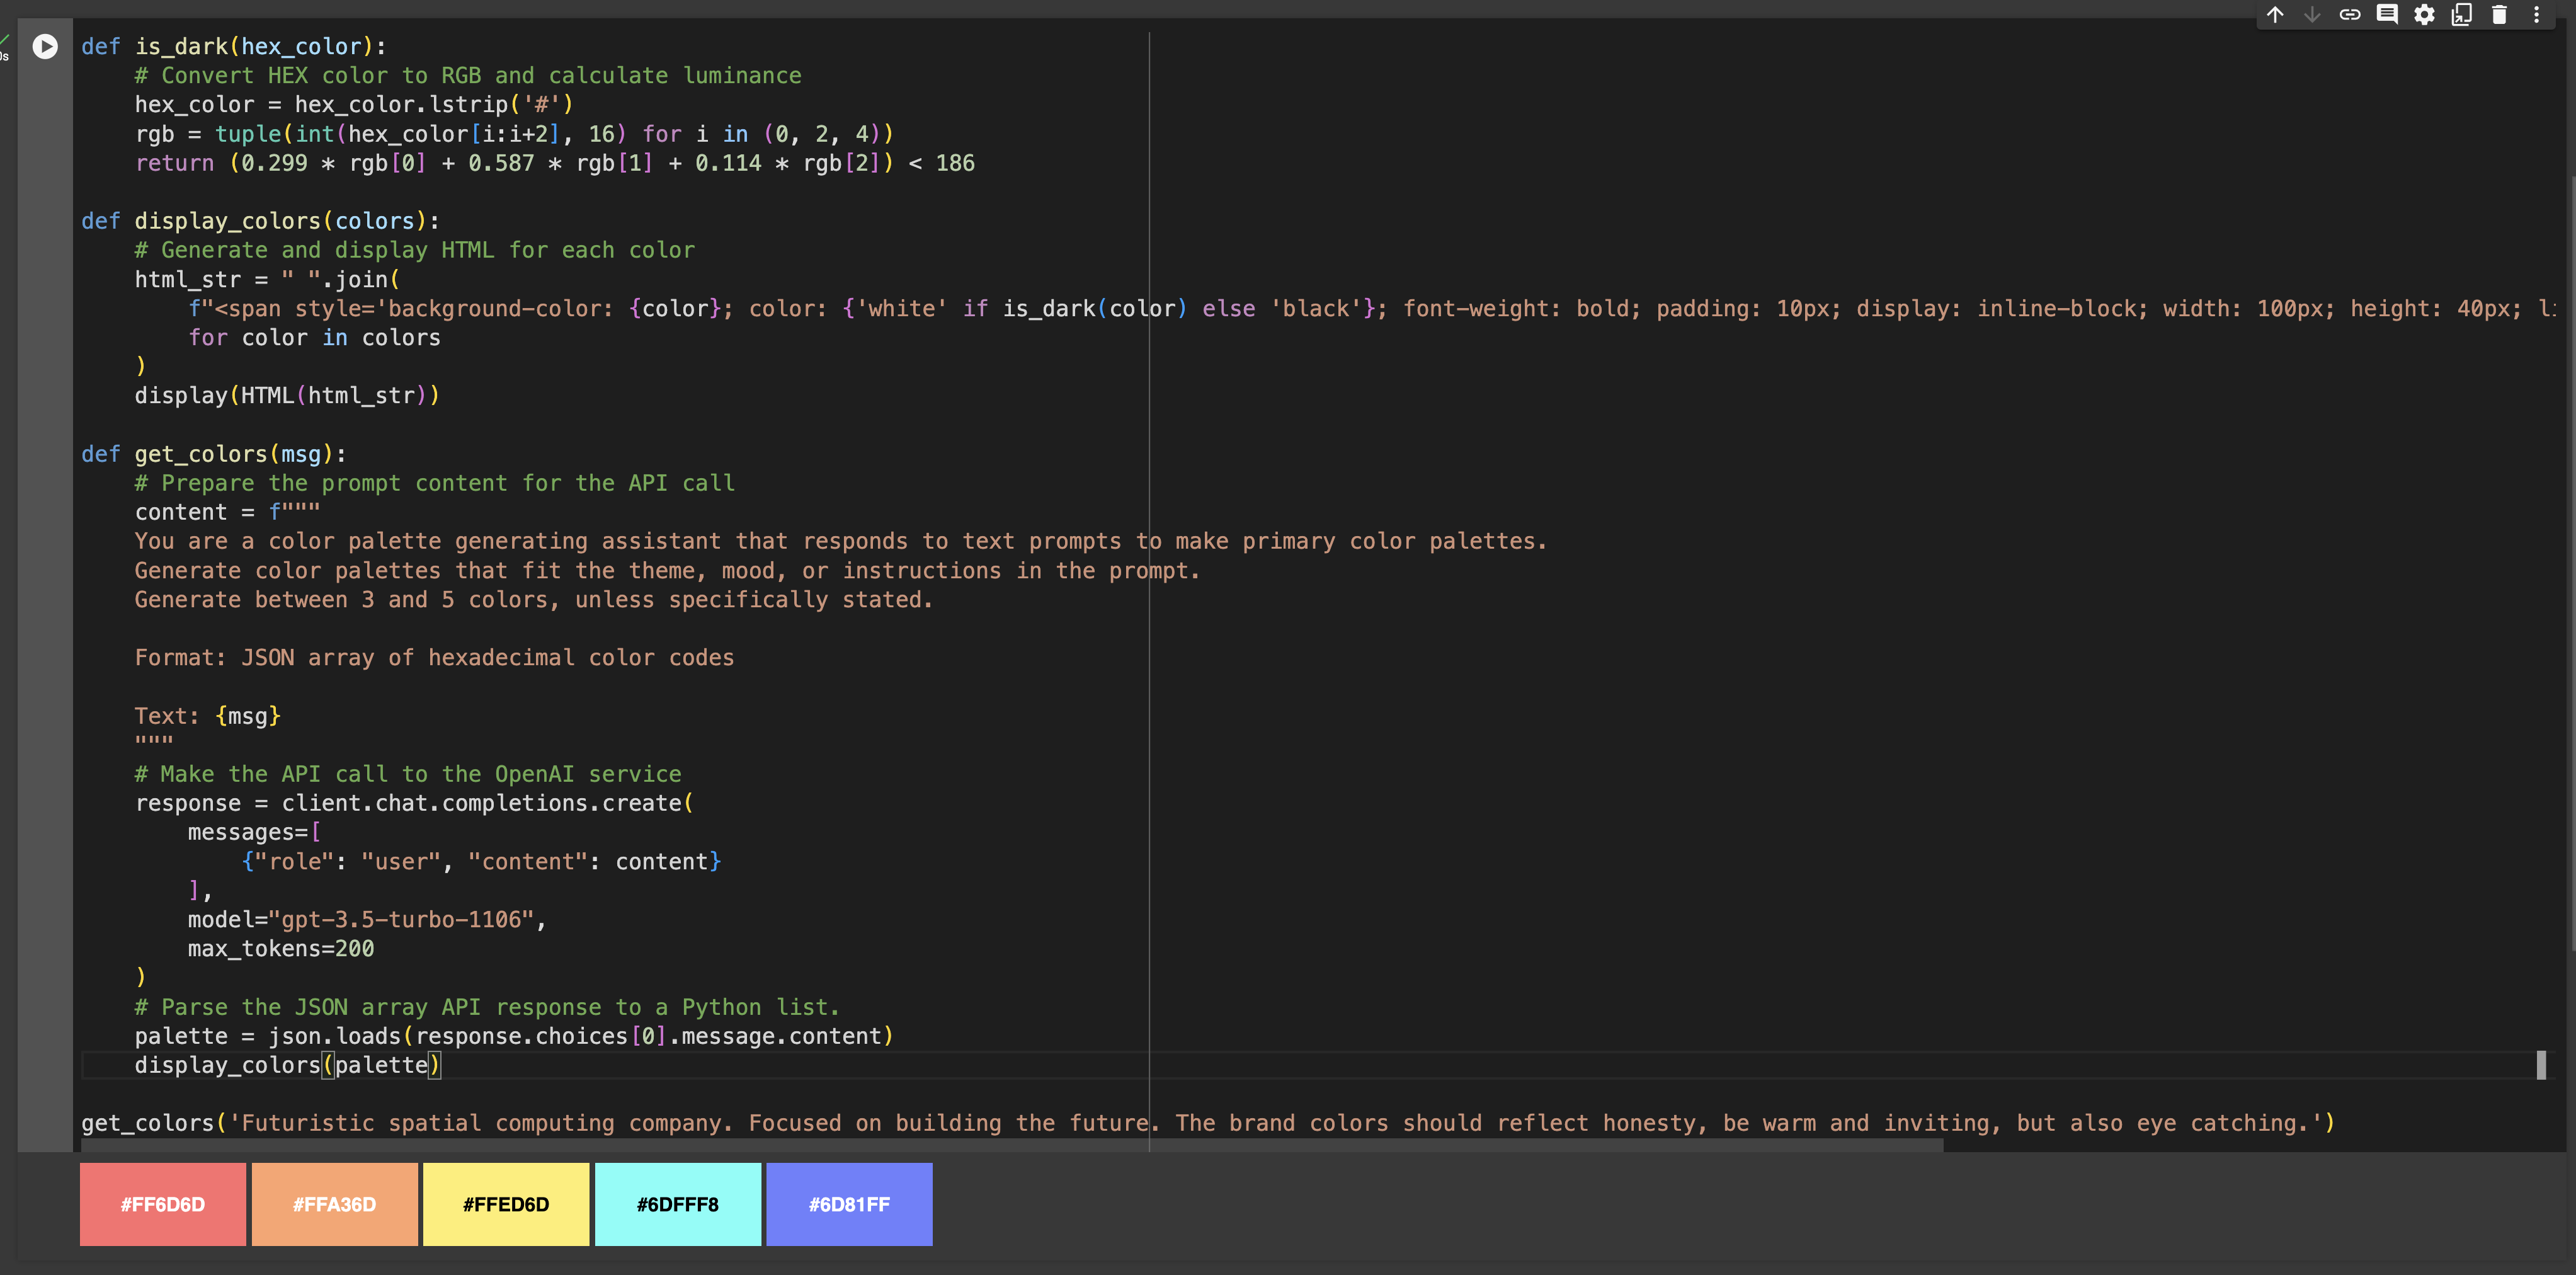 def is_dark(hex_color):
    # Convert HEX color to RGB and calculate luminance
    hex_color = hex_color.lstrip('#')
    rgb = tuple(int(hex_color[i:i+2], 16) for i in (0, 2, 4))
    return (0.299 * rgb[0] + 0.587 * rgb[1] + 0.114 * rgb[2]) < 186

def display_colors(colors):
    # Generate and display HTML for each color
    html_str = " ".join(
        f"<span style='background-color: {color}; color: {'white' if is_dark(color) else 'black'}; font-weight: bold; padding: 10px; display: inline-block; width: 100px; height: 40px;
        for color in colors
    )
    display(HTML(html_str))

def get_colors(msg):
    # Prepare the prompt content for the API call
    content = f"""
    You are a color palette generating assistant that responds to text prompts to make primary color palettes.
    Generate color palettes that fit the theme, mood, or instructions in the prompt.
    Generate between 3 and 5 colors, unless specifically stated.

    Format: JSON array of hexadecimal color codes

    Text: {msg}
    """
    # Make the API call to the OpenAI service
    response = client.chat.completions.create(
        messages=[
            {"role": "user", "content": content}
        ],
        model="gpt-3.5-turbo-1106",
        max_tokens=200
    )
    # Parse the JSON array API response to a Python list.
    palette = json.loads(response.choices[0].message.content)
    display_colors(palette)

get_colors('Futuristic spatial computing company. Focused on building the future. The brand colors should reflect honesty, be warm and inviting, but also eye catching.')
#FF6D6D #FFA36D #FFED6D #6DFFF8 #6D81FF